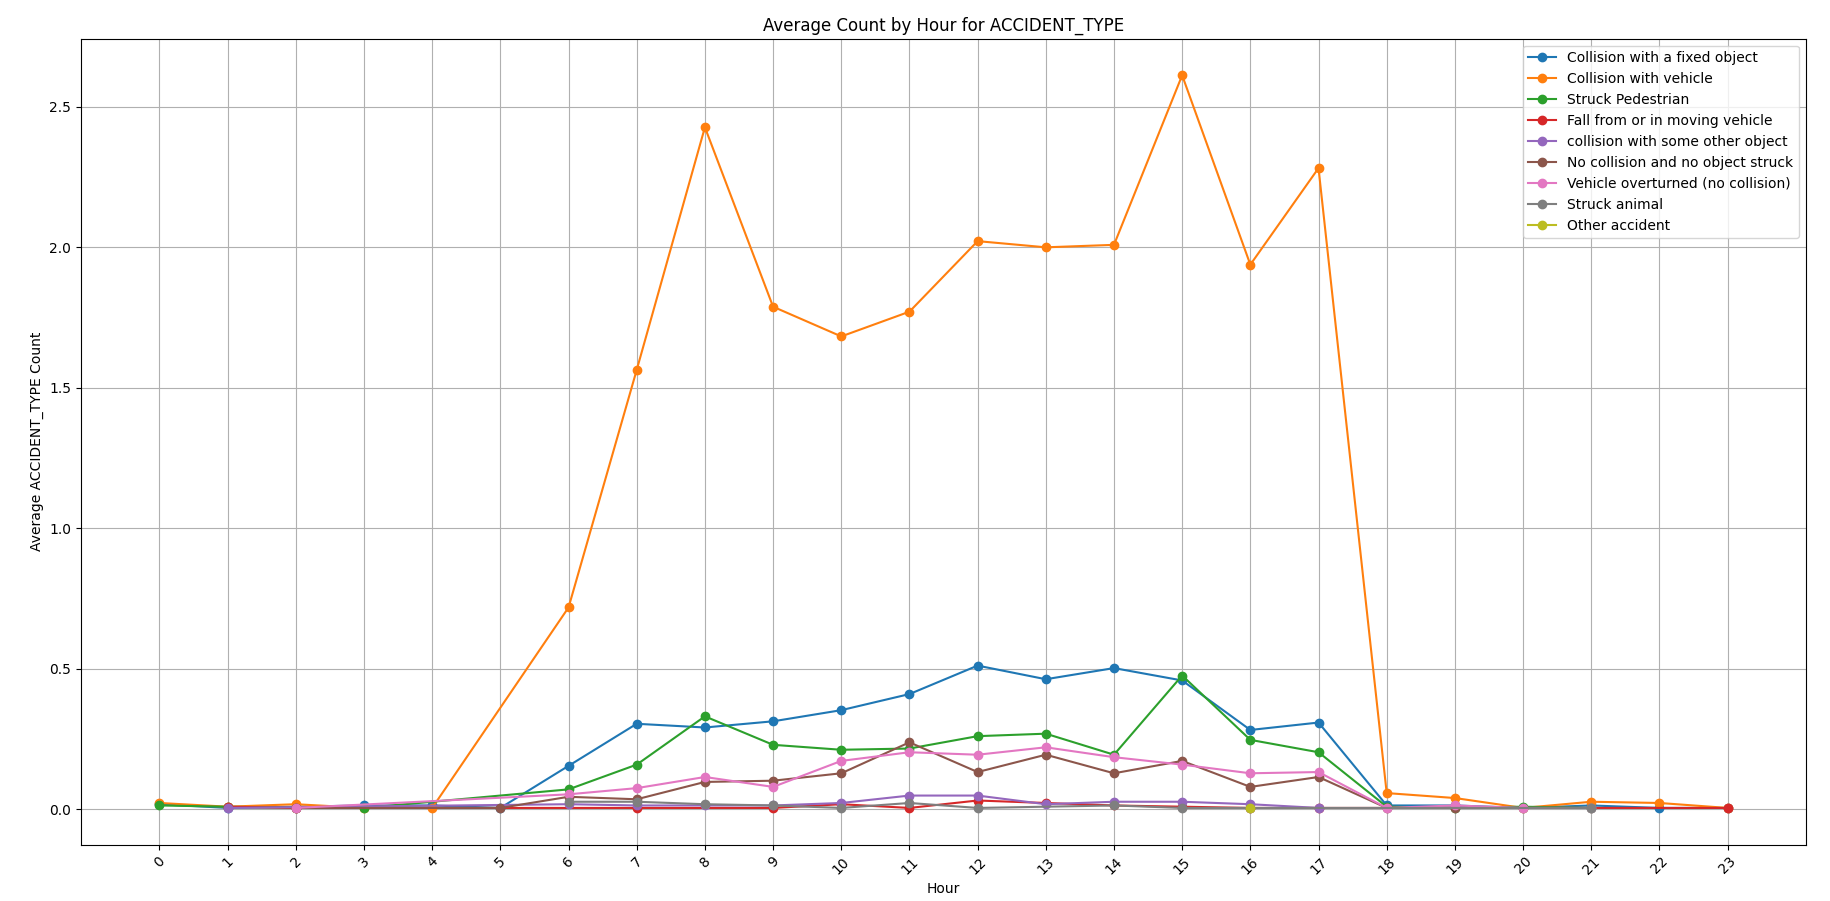 Average Count by Hour for ACCIDENT_TYPE
Collision with a fixed object
Collision with vehicle
Struck Pedestrian
Fall from or in moving vehicle
collision with some other object
No collision and no object struck
Vehicle overturned (no collision)
Struck animal
Other accident
Average ACCIDENT_TYPE Count
2.5
2.0
1.5
1.0
0.5
0.0
0 1 2 3 4 5 6 7 8 9 10 11 12 13 14 15 16 17 18 19 20 21 22 23
Hour